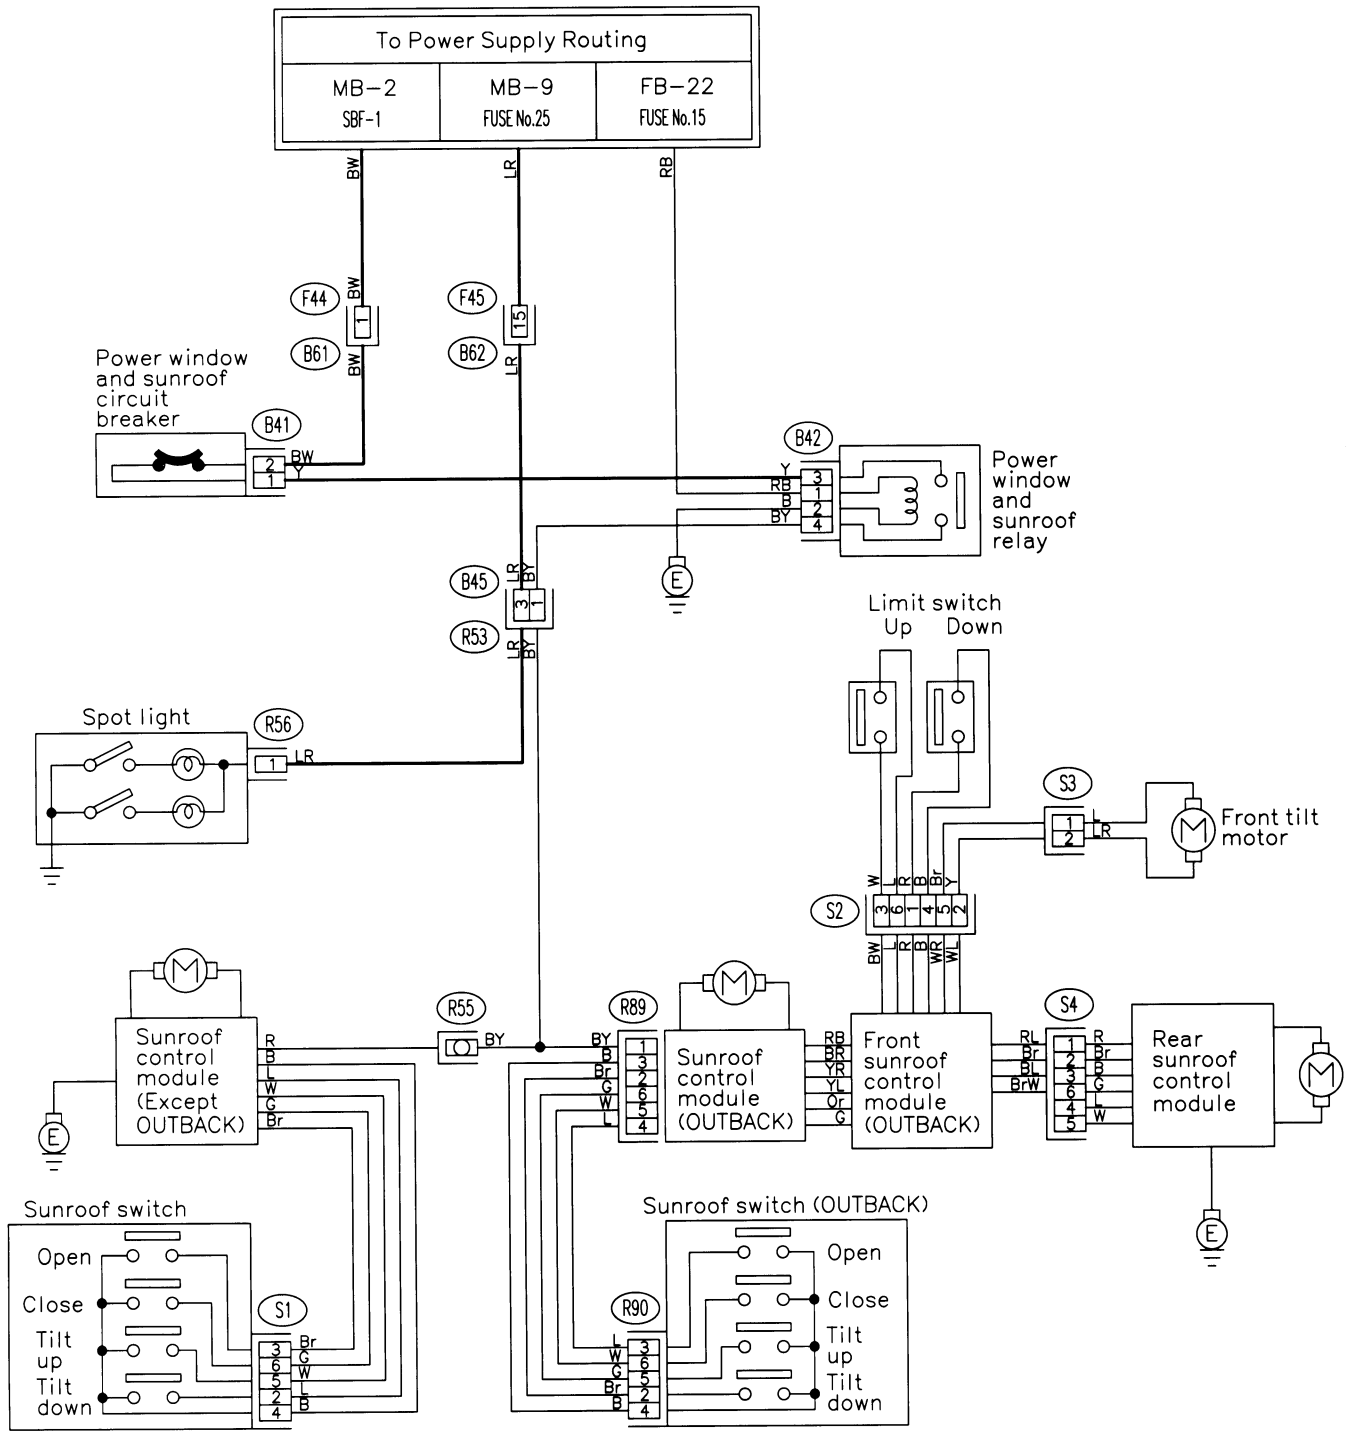 To Power Supply Routing
MB-2
SBF-1
MB-9
FUSE No.25
FB-22
FUSE No.15
BW
LR
RB
F44
BW
1
B61
BW
F45
15
B62
LR
Power window
and sunroof
circuit
breaker
B41
2
1
BW
Y
B42
Y
RB
B
BY
3
1
2
4
Power
window
and
sunroof
relay
E
B45
LR
BY
3
1
R53
LR
BY
Limit switch
Up
Down
Spot light
R56
1
LR
S3
1
2
L
LR
M
Front tilt
motor
W
L
R
B
Br
Y
S2
3
6
1
4
5
2
BW
L
R
B
WR
WL
M
Sunroof
control
module
(Except
OUTBACK)
R
B
L
W
G
Br
E
R55
BY
R89
BY
B
Br
G
W
L
1
3
2
6
5
4
M
Sunroof
control
module
(OUTBACK)
RB
BR
YR
YL
Or
G
Front
sunroof
control
module
(OUTBACK)
RL
Br
BL
BrW
S4
1
2
3
6
4
5
R
Br
B
G
L
W
Rear
sunroof
control
module
M
E
Sunroof switch
Open
Close
Tilt
up
Tilt
down
S1
3
6
5
2
4
Br
G
W
L
B
Sunroof switch (OUTBACK)
R90
L
W
G
Br
B
3
6
5
2
4
Open
Close
Tilt
up
Tilt
down